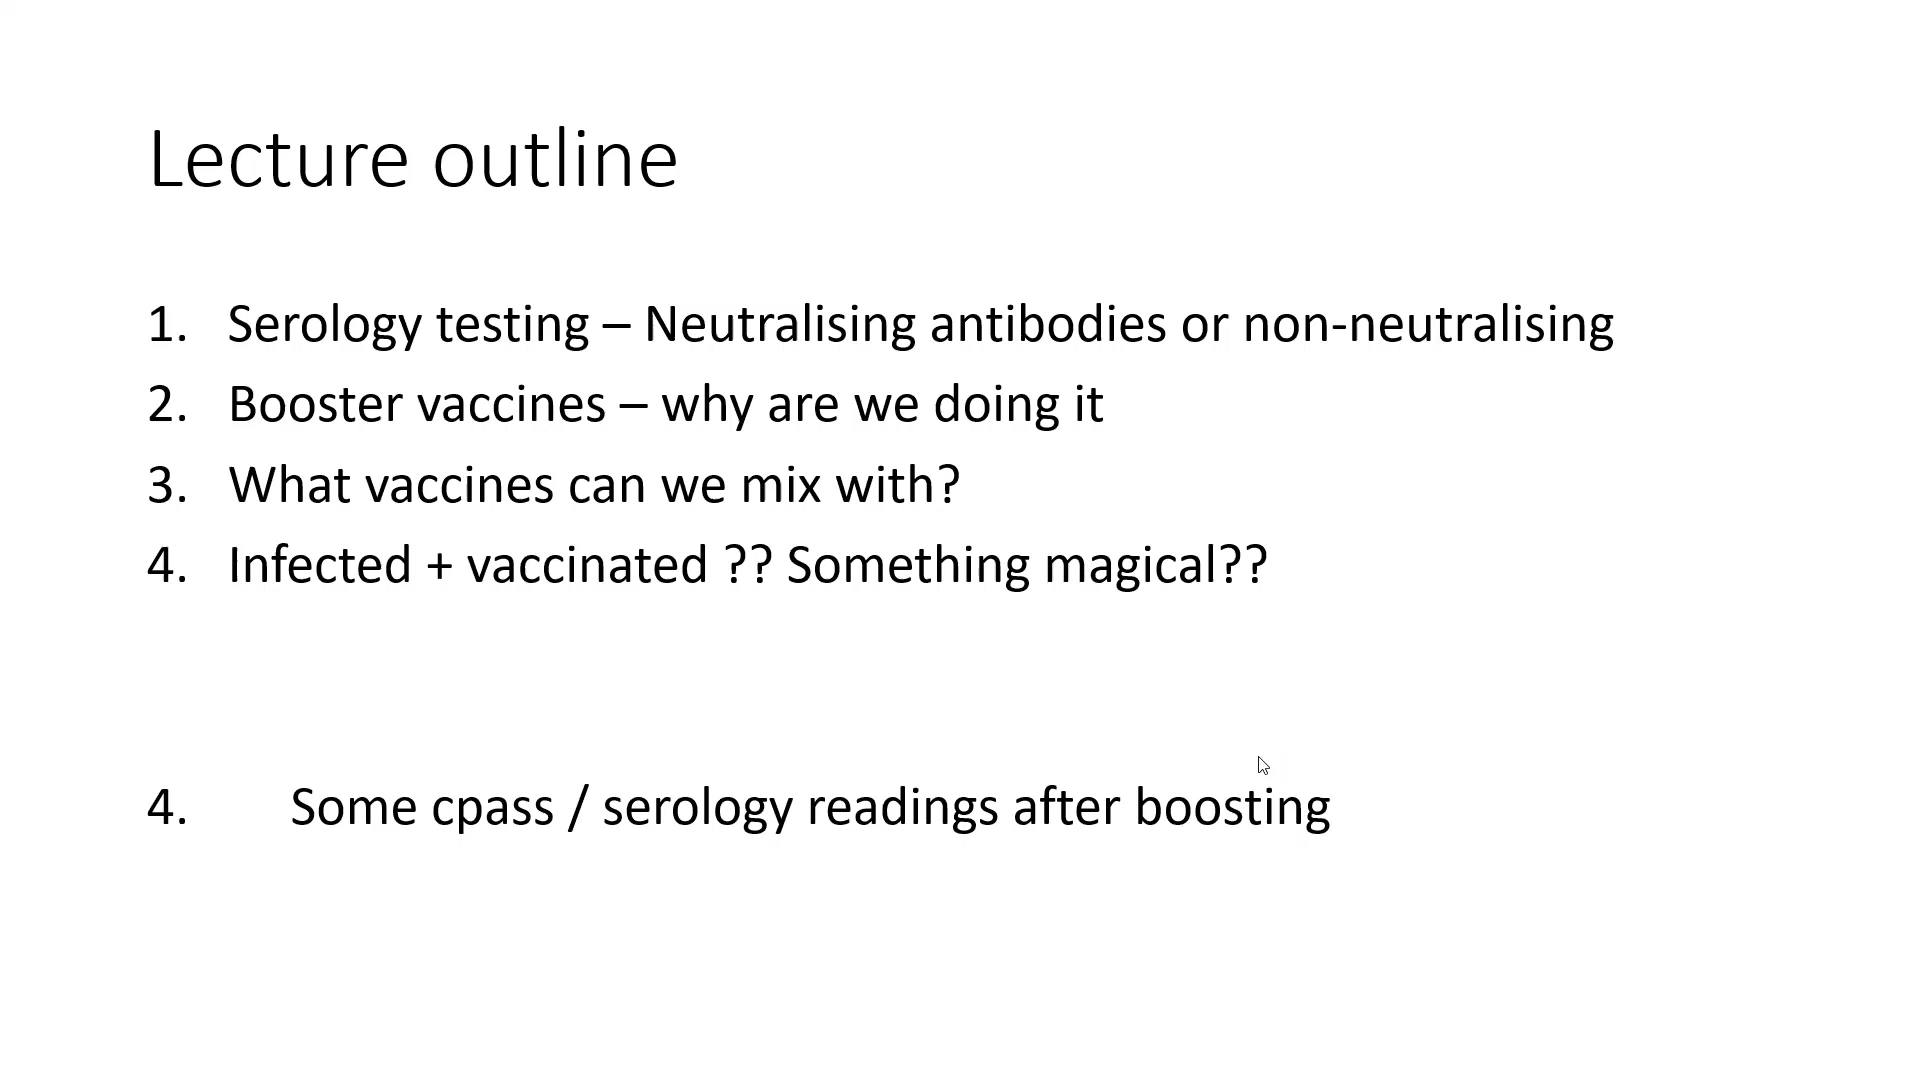 Lecture outline
1. Serology testing – Neutralising antibodies or non-neutralising
2. Booster vaccines – why are we doing it
3. What vaccines can we mix with?
4. Infected + vaccinated ?? Something magical??
4. Some cpass / serology readings after boosting